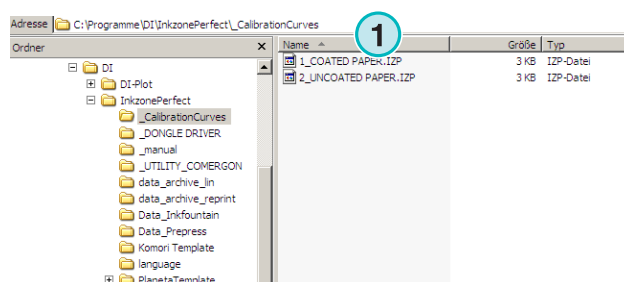 Adresse C:\Programme\DI\InkzonePerfect\_CalibrationCurves
Ordner
DI
DI-Plot
InkzonePerfect
_CalibrationCurves
_DONGLE DRIVER
_manual
_UTILITY_COMERGON
data_archive_lin
data_archive_reprint
Data_Inkfountain
Data_Prepress
Komori Template
language
PlanetaTemplate
1
Name Größe Typ
1_COATED PAPER.IZP 3 KB IZP-Datei
2_UNCOATED PAPER.IZP 3 KB IZP-Datei